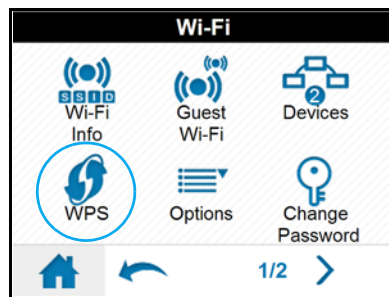 Wi-Fi
SSID
2
Wi-Fi
Info
Guest
Wi-Fi
Devices
WPS
Options
Change
Password
1/2